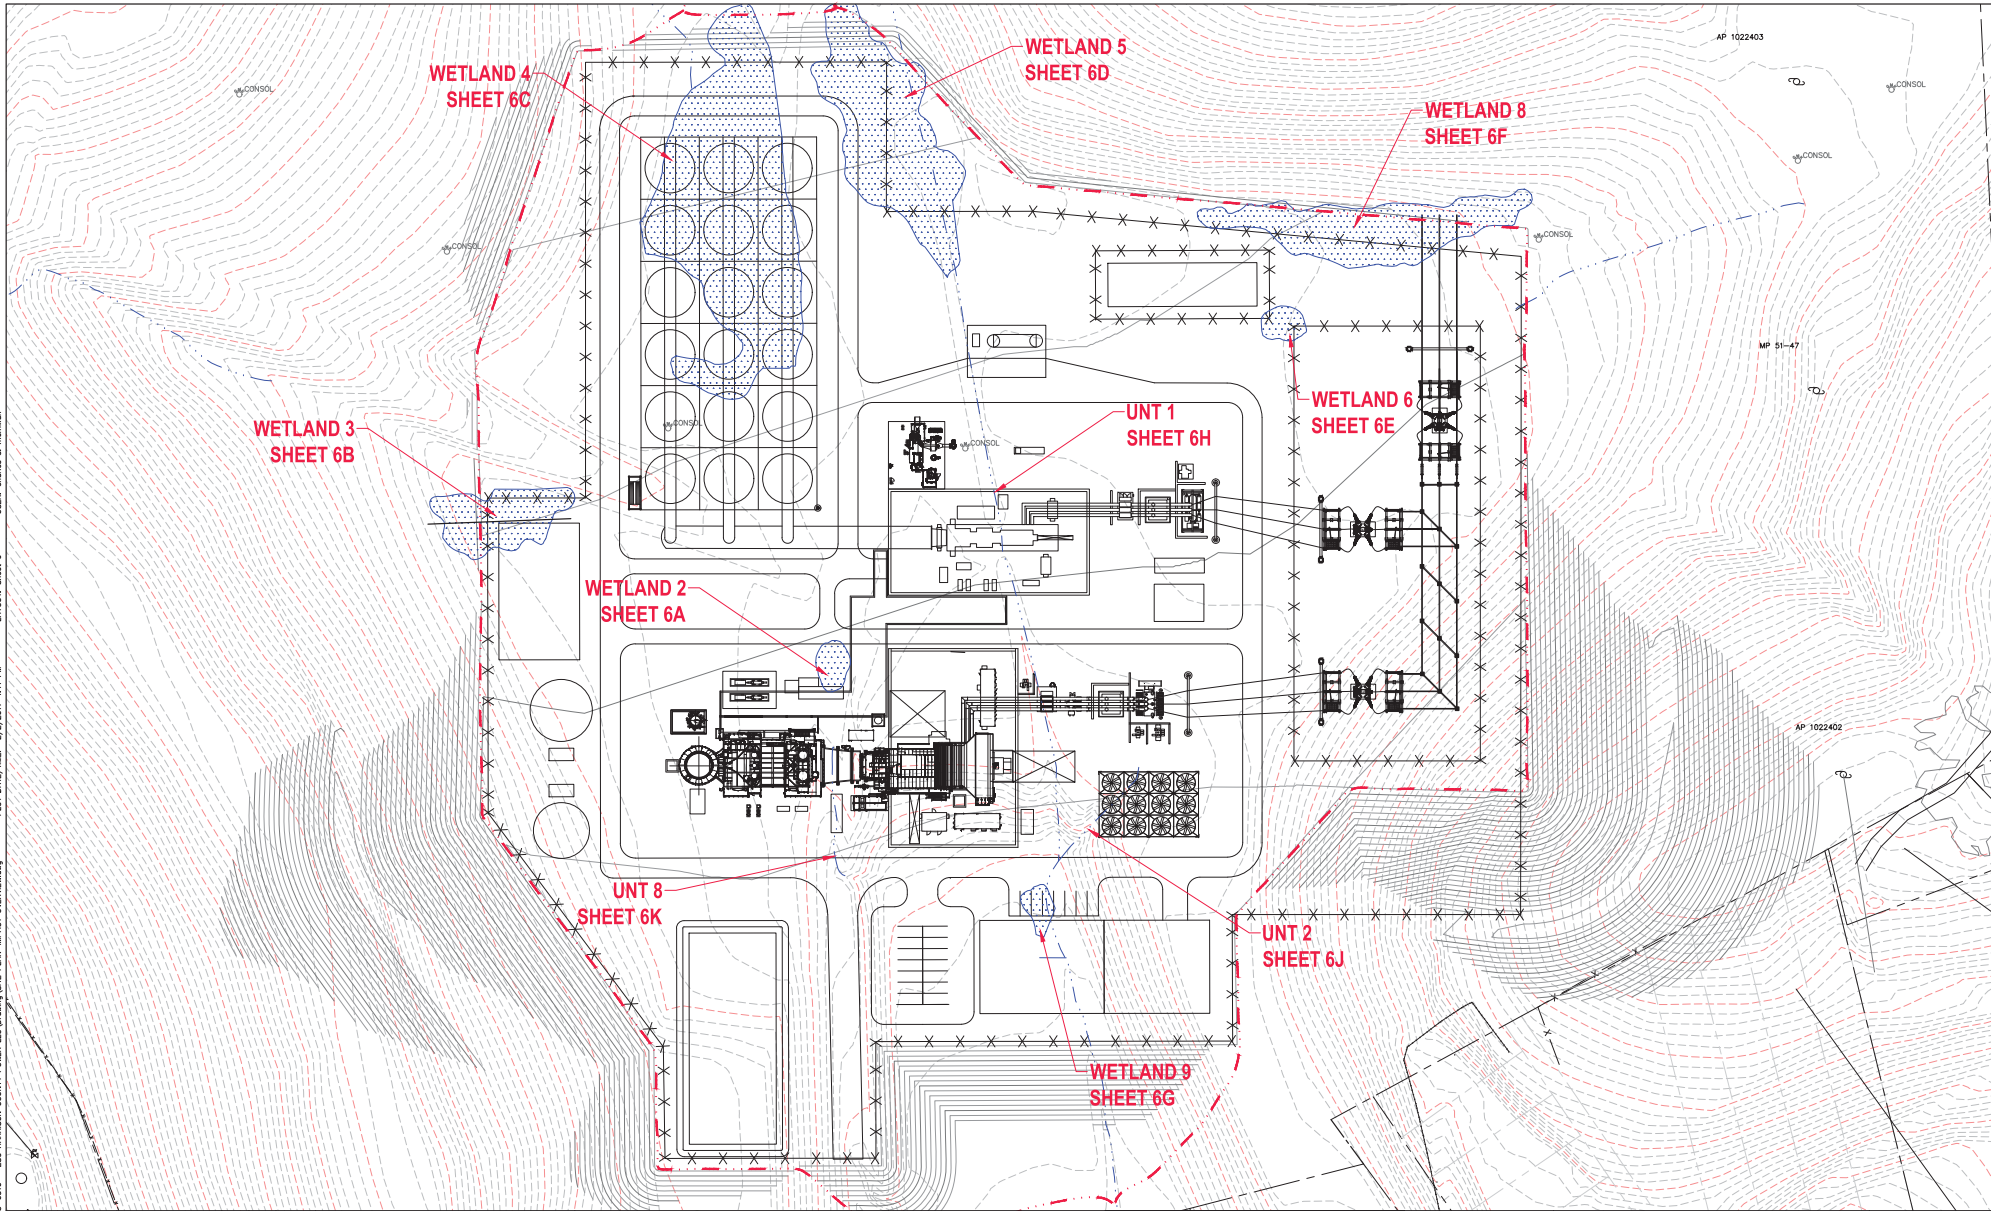 AP 1022403
WETLAND 5
SHEET 6D
WETLAND 4
SHEET 6C
CONSOL
CONSOL
WETLAND 8
SHEET 6F
CONSOL
CONSOL
CONSOL
MP 51-47
WETLAND 6
SHEET 6E
UNT 1
SHEET 6H
WETLAND 3
SHEET 6B
CONSOL
CONSOL
WETLAND 2
SHEET 6A
AP 1022402
UNT 8
SHEET 6K
UNT 2
SHEET 6J
WETLAND 9
SHEET 6G